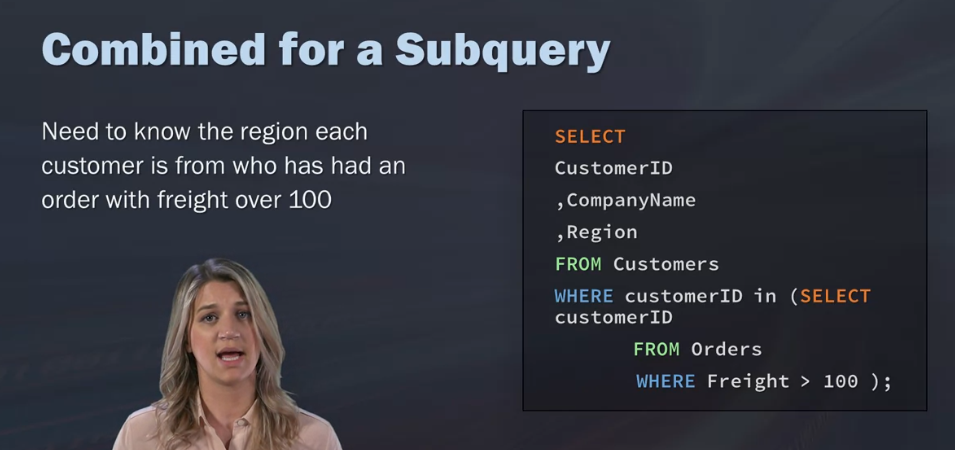 Combined for a Subquery
Need to know the region each
customer is from who has had an
order with freight over 100
SELECT
CustomerID
,CompanyName
,Region
FROM Customers
WHERE customerID in (SELECT
customerID
FROM Orders
WHERE Freight > 100 );